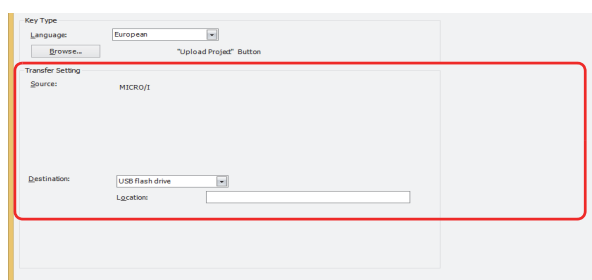 Key Type
Language: European
Browse... "Upload Project" Button
Transfer Setting
Source: MICRO/I
Destination: USB flash drive
Location: